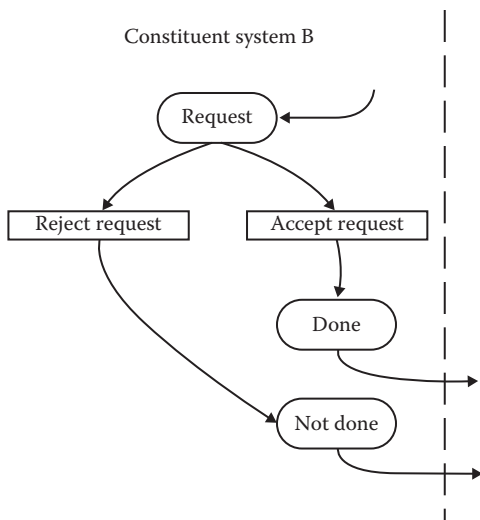 Constituent system B
Request
Reject request
Accept request
Done
Not done